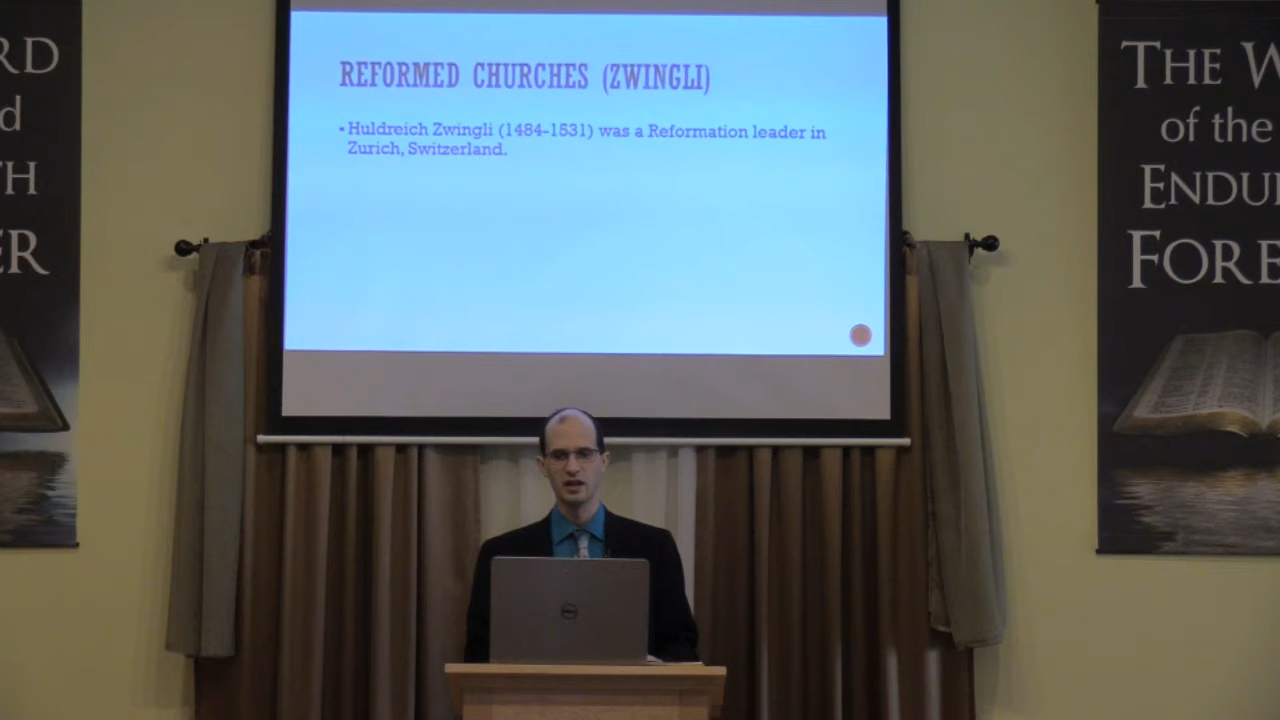 REFORMED CHURCHES (ZWINGLI)
▪ Huldreich Zwingli (1484-1531) was a Reformation leader in
Zurich, Switzerland.
RD
d
TH
ER
THE W
of the
ENDU
FORE
DELL